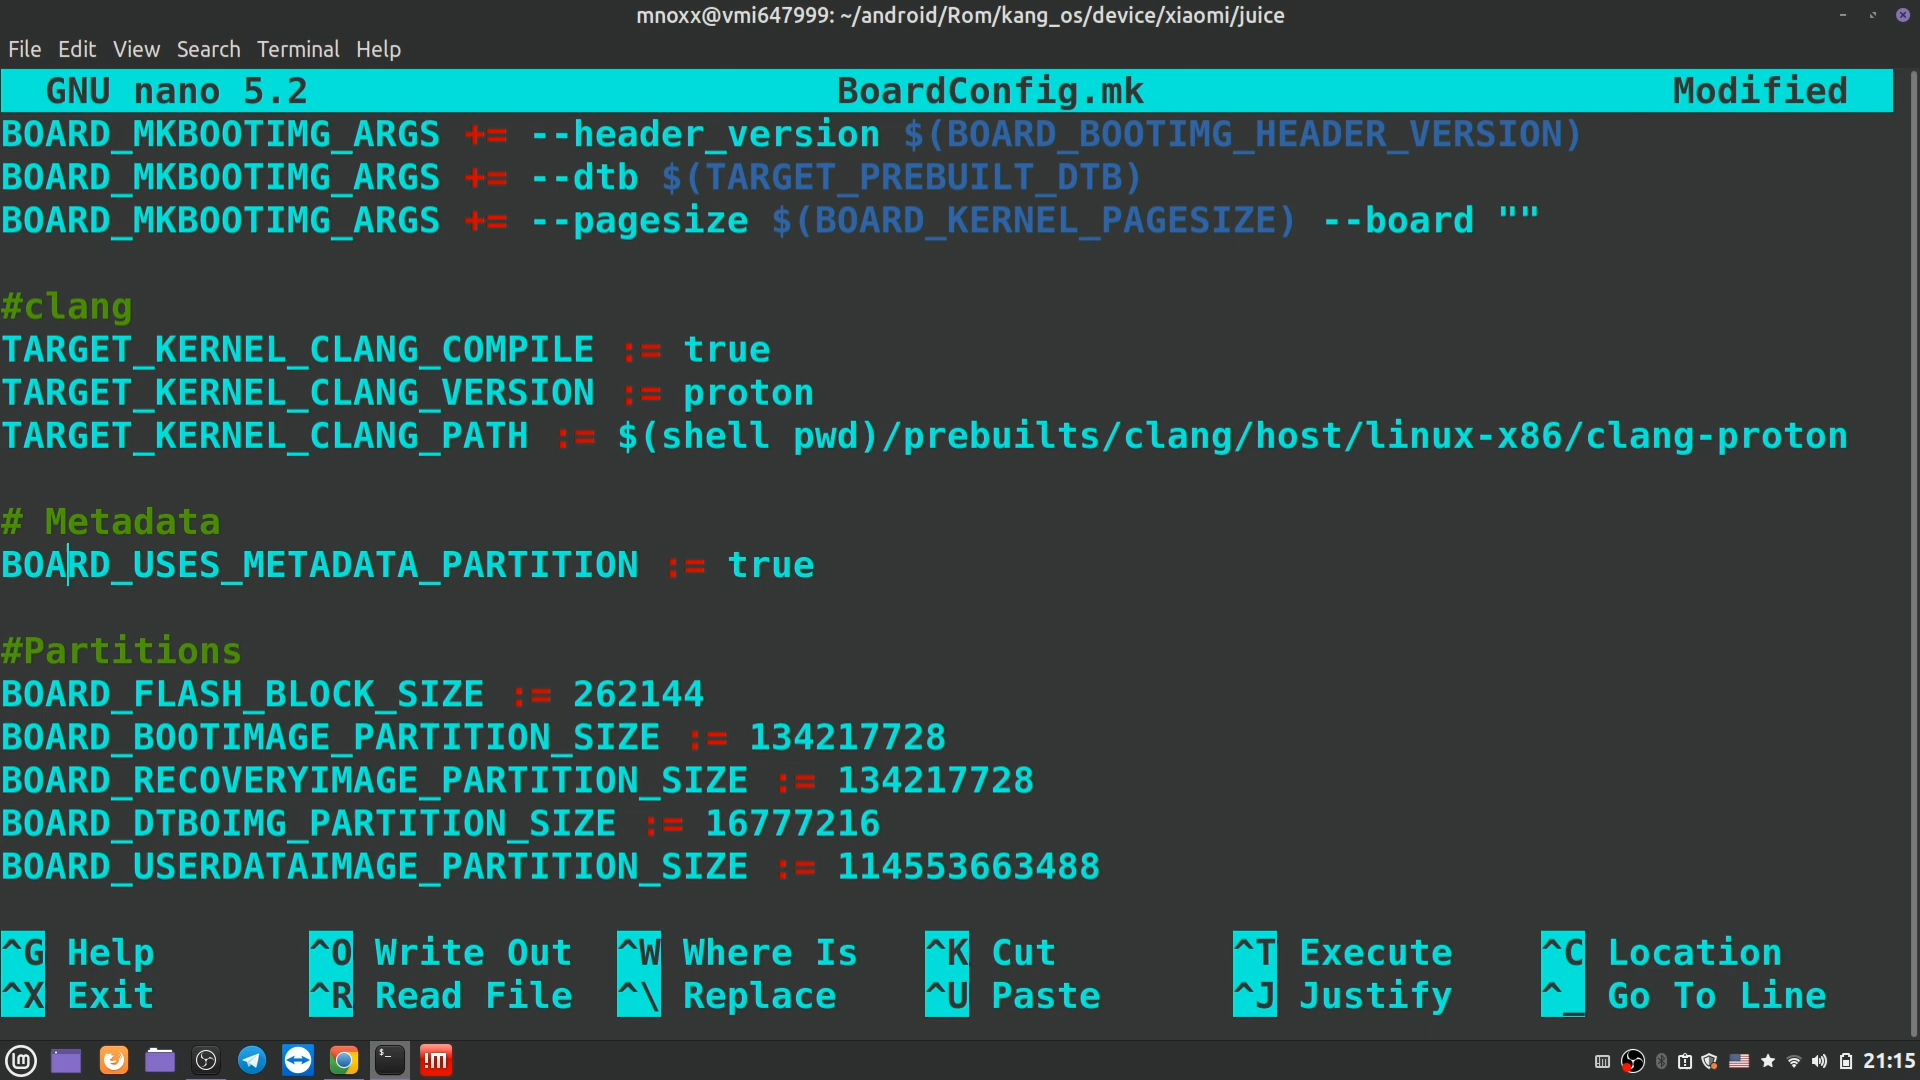 mnoxx@vmi647999: ~/android/Rom/kang_os/device/xiaomi/juice
File Edit View Search Terminal Help
GNU nano 5.2 BoardConfig.mk Modified
BOARD_MKBOOTIMG_ARGS += --header_version $(BOARD_BOOTIMG_HEADER_VERSION)
BOARD_MKBOOTIMG_ARGS += --dtb $(TARGET_PREBUILT_DTB)
BOARD_MKBOOTIMG_ARGS += --pagesize $(BOARD_KERNEL_PAGESIZE) --board ""
#clang
TARGET_KERNEL_CLANG_COMPILE := true
TARGET_KERNEL_CLANG_VERSION := proton
TARGET_KERNEL_CLANG_PATH := $(shell pwd)/prebuilts/clang/host/linux-x86/clang-proton
# Metadata
BOARD_USES_METADATA_PARTITION := true
#Partitions
BOARD_FLASH_BLOCK_SIZE := 262144
BOARD_BOOTIMAGE_PARTITION_SIZE := 134217728
BOARD_RECOVERYIMAGE_PARTITION_SIZE := 134217728
BOARD_DTBOIMG_PARTITION_SIZE := 16777216
BOARD_USERDATAIMAGE_PARTITION_SIZE := 114553663488
^G Help ^O Write Out ^W Where Is ^K Cut ^T Execute ^C Location
^X Exit ^R Read File ^\ Replace ^U Paste ^J Justify ^_ Go To Line
21:15